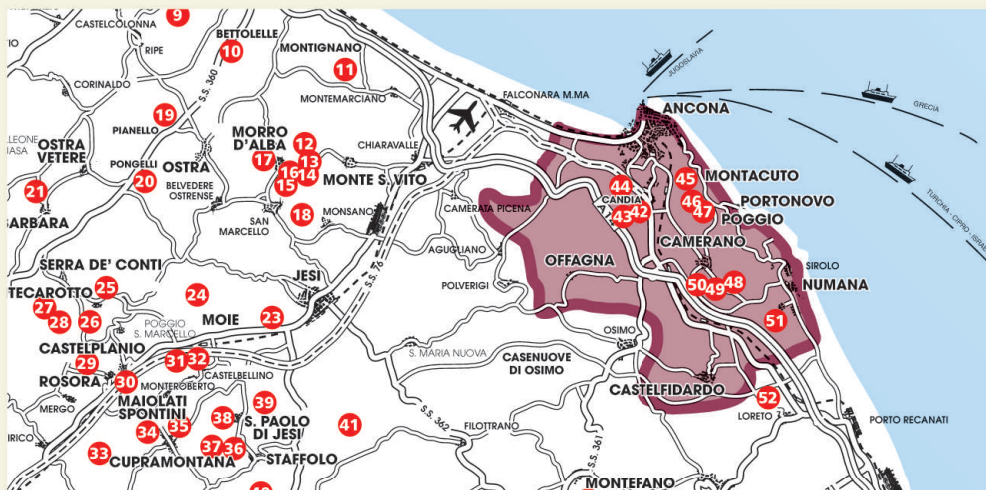 9
CASTELCOLONNA
RIPE
10
BETTOLELLE
MONTIGNANO
11
S.S. 360
CORINALDO
MONTEMARCIANO
FALCONARA M.MA
JUGOSLAVIA
GRECIA
ANCONA
19
PIANELLO
MORRO
D'ALBA
12
17
13
16
14
15
CHIARAVALLE
OSTRA
VETERE
PONGELLI
OSTRA
20
21
BELVEDERE
OSTRENSE
MONTE S. VITO
18
MONSANO
SAN
MARCELLO
CAMERATA PICENA
44
CANDIA
43
42
45
MONTACUTO
46
47
PORTONOVO
POGGIO
TURCHIA - CIPRO - ISRAELE
BARBARA
AGUGLIANO
CAMERANO
OFFAGNA
POLVERIGI
SIROLO
NUMANA
50
49
48
51
SERRA DE' CONTI
25
24
JESI
S.S. 76
TECAROTTO
27
28
26
MOIE
23
POGGIO
S. MARCELLO
CASTELPLANIO
29
31
32
CASTELBELLINO
ROSORA
30
MONTEROBERTO
MERGO
MAIOLATI
SPONTINI
S. MARIA NUOVA
OSIMO
CASENUOVE
DI OSIMO
CASTELFIDARDO
52
LORETO
PORTO RECANATI
38
39
S. PAOLO
DI JESI
41
S.S. 362
FILOTTRANO
S.S. 361
34
35
33
37
36
CUPRAMONTANA
STAFFOLO
MONTEFANO